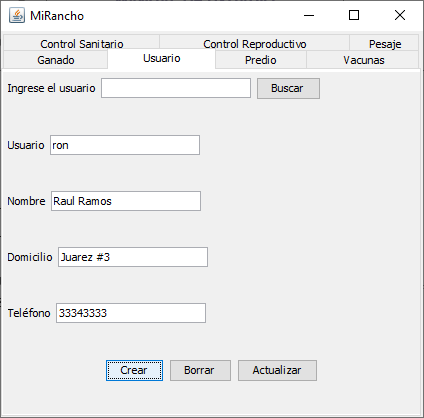 MiRancho
Control Sanitario Control Reproductivo Pesaje
Ganado Usuario Predio Vacunas
Ingrese el usuario Buscar
Usuario ron
Nombre Raul Ramos
Domicilio Juarez #3
Teléfono 33343333
Crear Borrar Actualizar